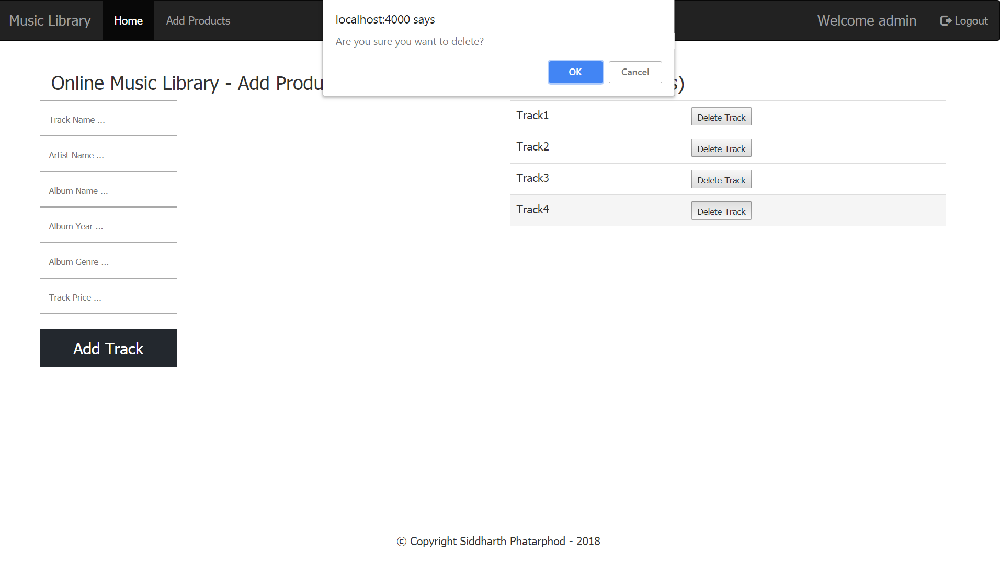 Music Library
Home
Add Products
Welcome admin
Logout
localhost:4000 says
Are you sure you want to delete?
OK
Cancel
Online Music Library - Add
Track Name ...
Artist Name ...
Album Name ...
Album Year ...
Album Genre ...
Track Price ...
Add Track
Track1 Delete Track
Track2 Delete Track
Track3 Delete Track
Track4 Delete Track
© Copyright Siddharth Phatarphod - 2018